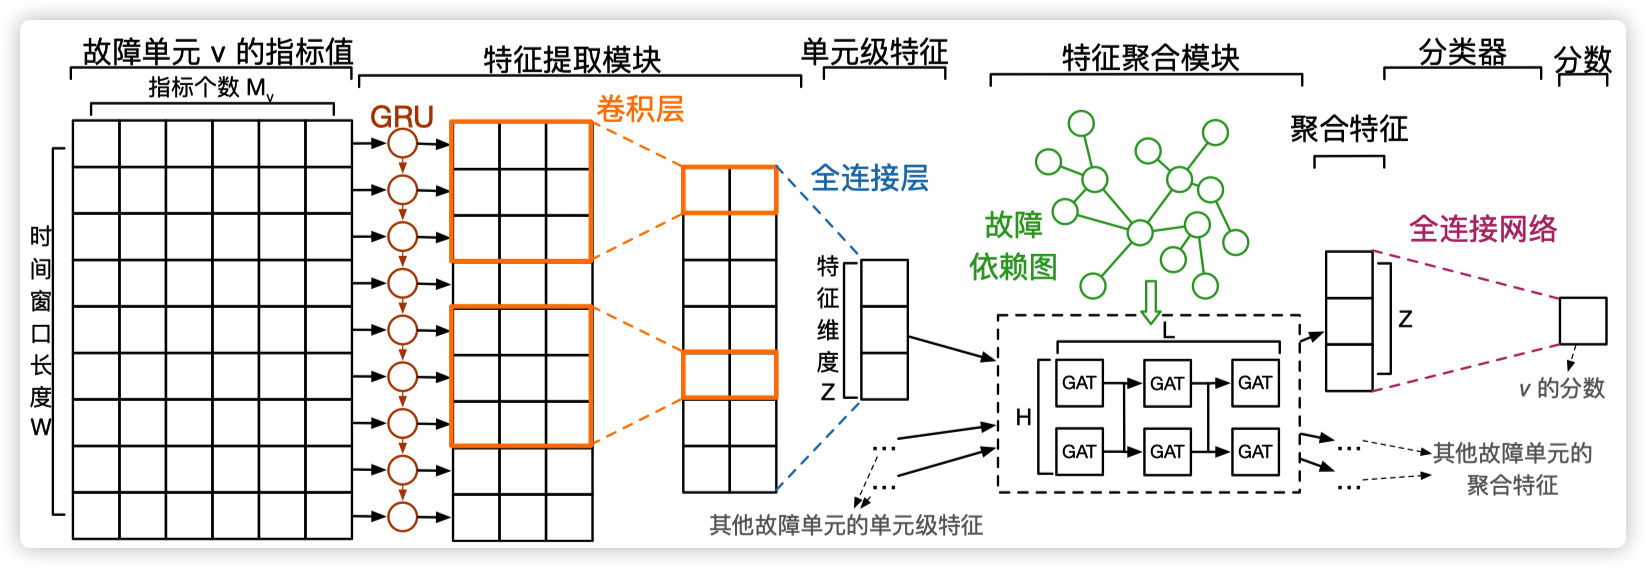 故障单元 v 的指标值
指标个数 Mv
时间窗口长度W
特征提取模块
GRU
卷积层
全连接层
单元级特征
特征维度Z
...
...
其他故障单元的单元级特征
特征聚合模块
故障
依赖图
L
H
GAT
GAT
GAT
GAT
GAT
GAT
聚合特征
Z
...
...
其他故障单元的
聚合特征
分类器
全连接网络
分数
v 的分数